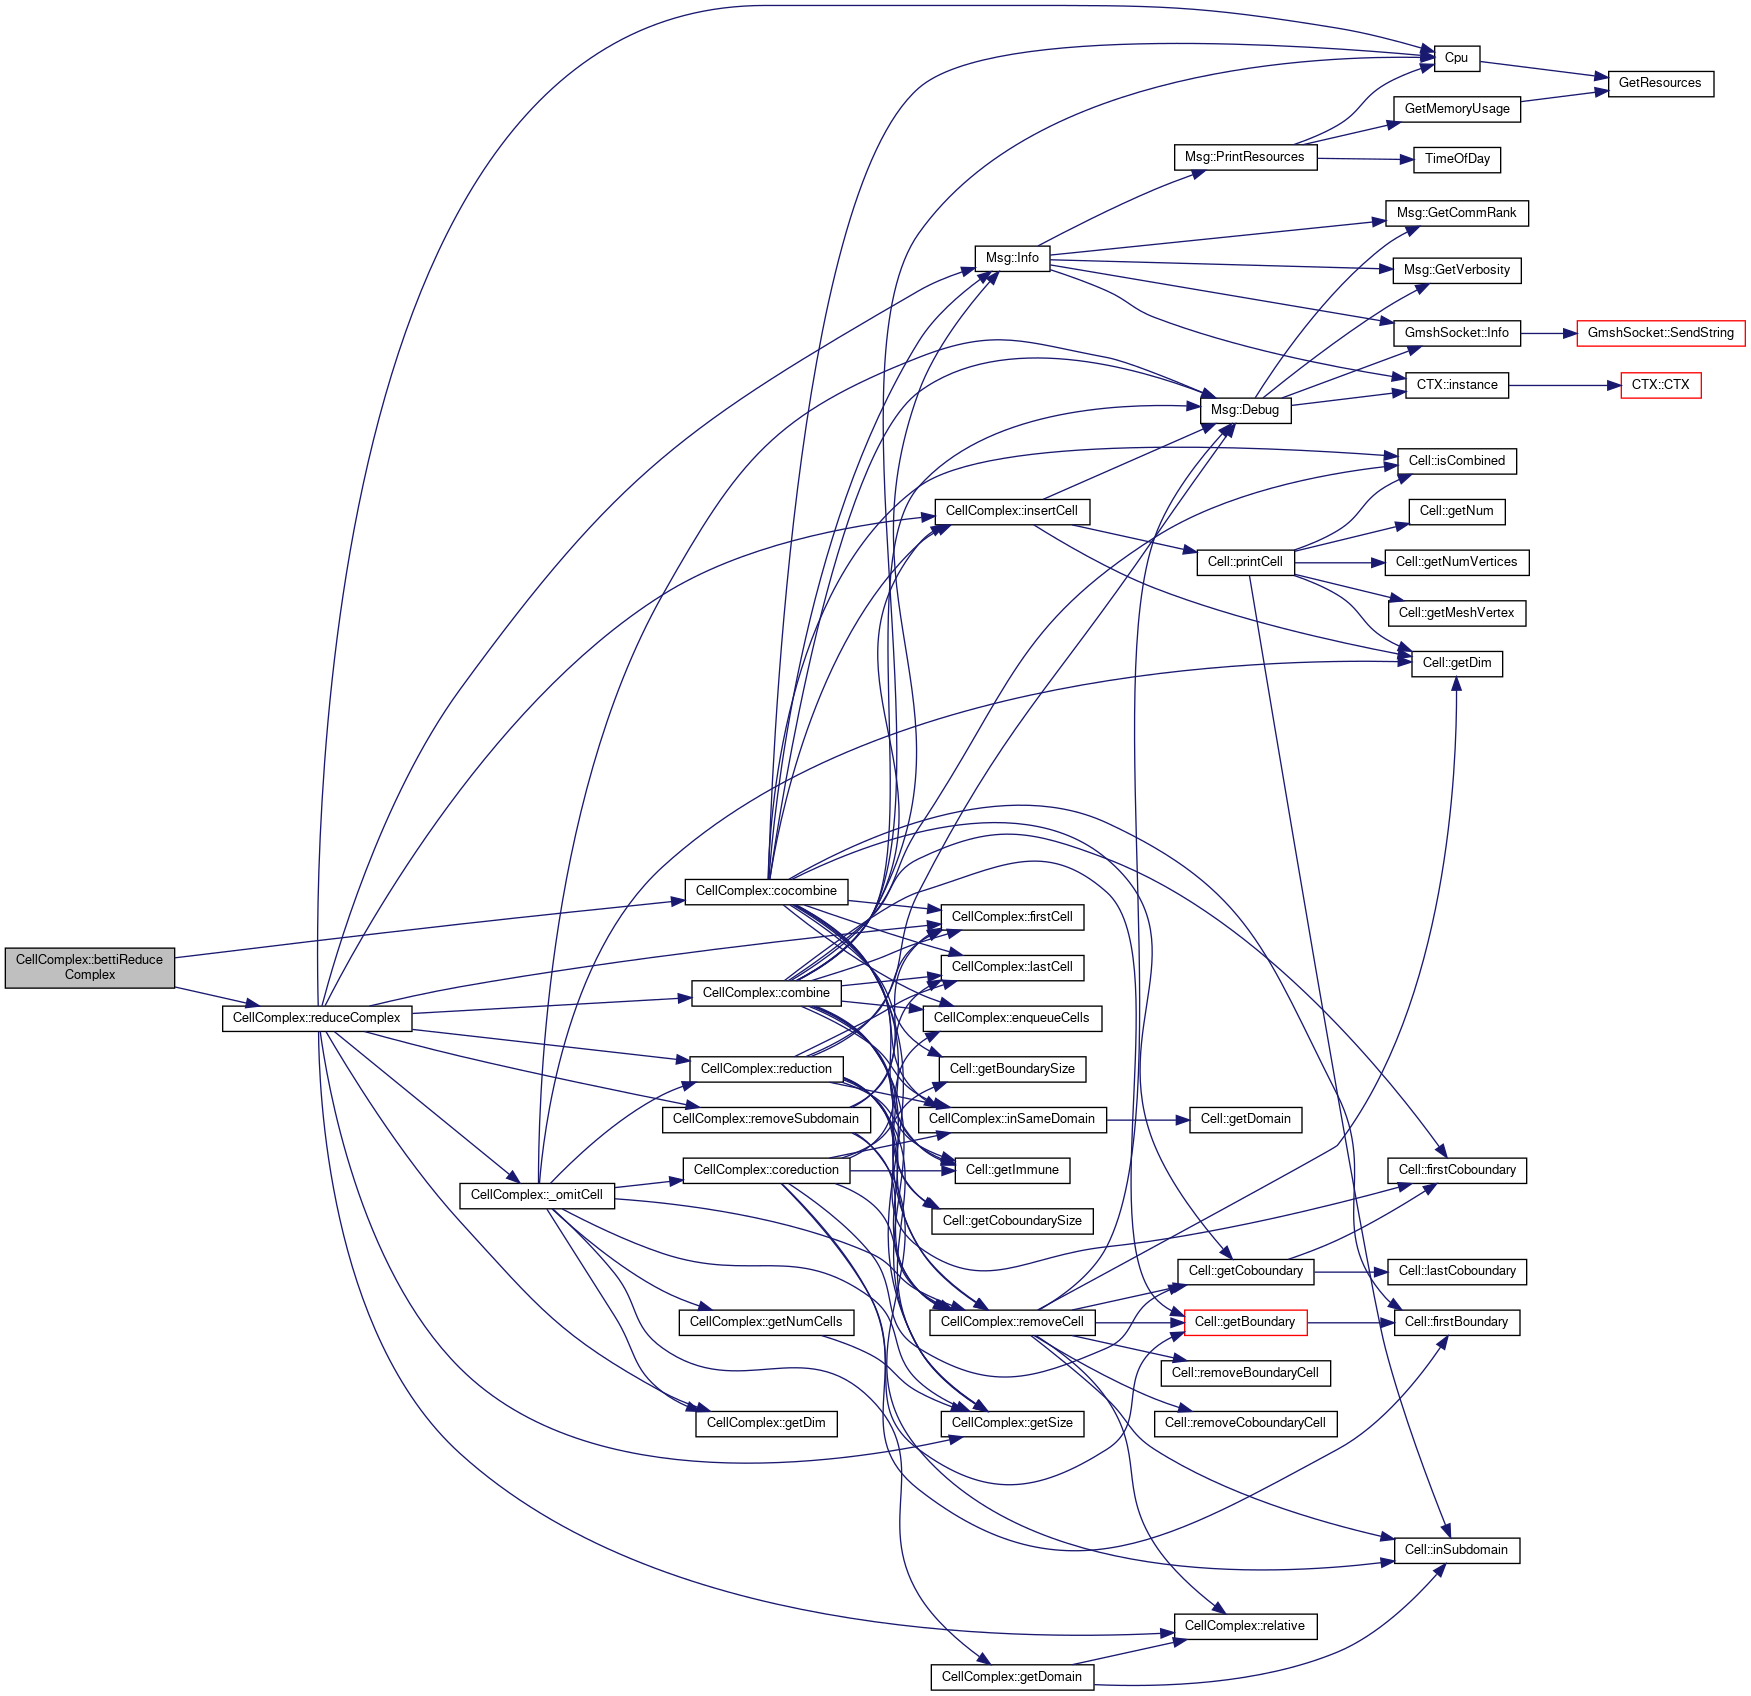 CellComplex::bettiReduce
Complex
CellComplex::reduceComplex
CellComplex::_omitCell
CellComplex::cocombine
CellComplex::combine
CellComplex::reduction
CellComplex::removeSubdomain
CellComplex::coreduction
CellComplex::getNumCells
CellComplex::getDim
Msg::Info
CellComplex::insertCell
CellComplex::firstCell
CellComplex::lastCell
CellComplex::enqueueCells
Cell::getBoundarySize
CellComplex::inSameDomain
Cell::getImmune
Cell::getCoboundarySize
CellComplex::removeCell
CellComplex::getSize
CellComplex::getDomain
Msg::PrintResources
Msg::Debug
Cell::printCell
Cell::getDomain
Cell::getCoboundary
Cell::getBoundary
Cell::removeBoundaryCell
Cell::removeCoboundaryCell
CellComplex::relative
Cpu
GetMemoryUsage
TimeOfDay
Msg::GetCommRank
Msg::GetVerbosity
GmshSocket::Info
CTX::instance
Cell::isCombined
Cell::getNum
Cell::getNumVertices
Cell::getMeshVertex
Cell::getDim
Cell::firstCoboundary
Cell::lastCoboundary
Cell::firstBoundary
Cell::inSubdomain
GetResources
GmshSocket::SendString
CTX::CTX